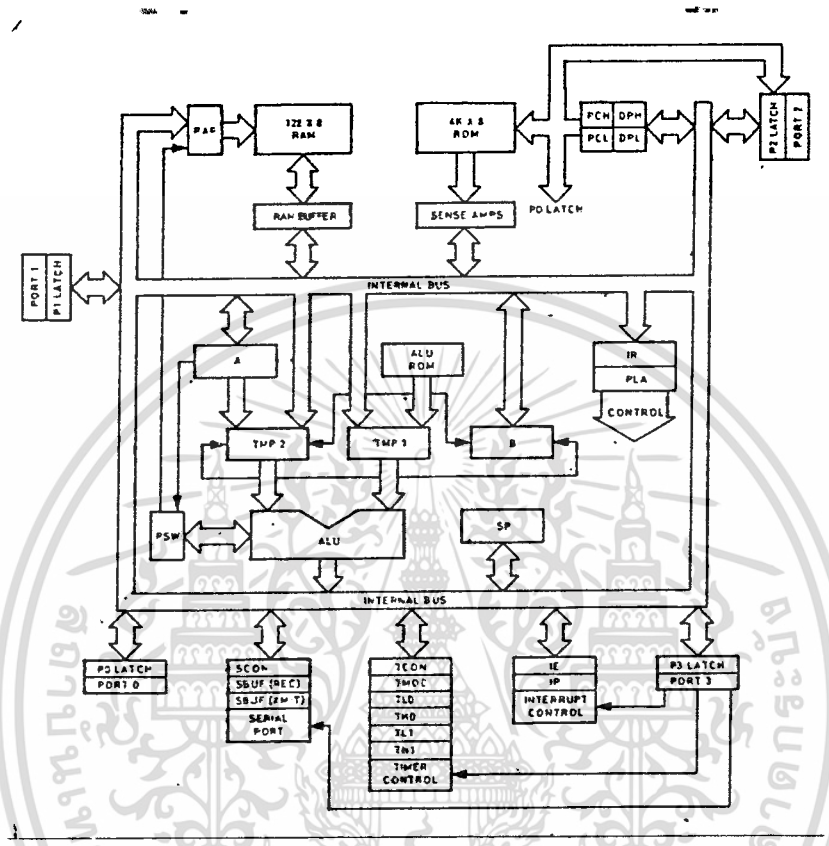 RAM
4K X 8
ROM
PCH DPH
PCL DPL
P2 LATCH
PORT 2
RAM BUFFER
SENSE AMPS
P0 LATCH
PORT 1
P1 LATCH
INTERNAL BUS
A
ALU
ROM
IR
PLA
CONTROL
TMP 2
TMP 1
B
PSW
ALU
SP
INTERNAL BUS
P0 LATCH
PORT 0
SCON
SBUF (REC)
SBUF (XMIT)
SERIAL
PORT
TCON
TMOD
TL0
TH0
TL1
TH1
TIMER
CONTROL
IE
IP
INTERRUPT
CONTROL
P3 LATCH
PORT 3